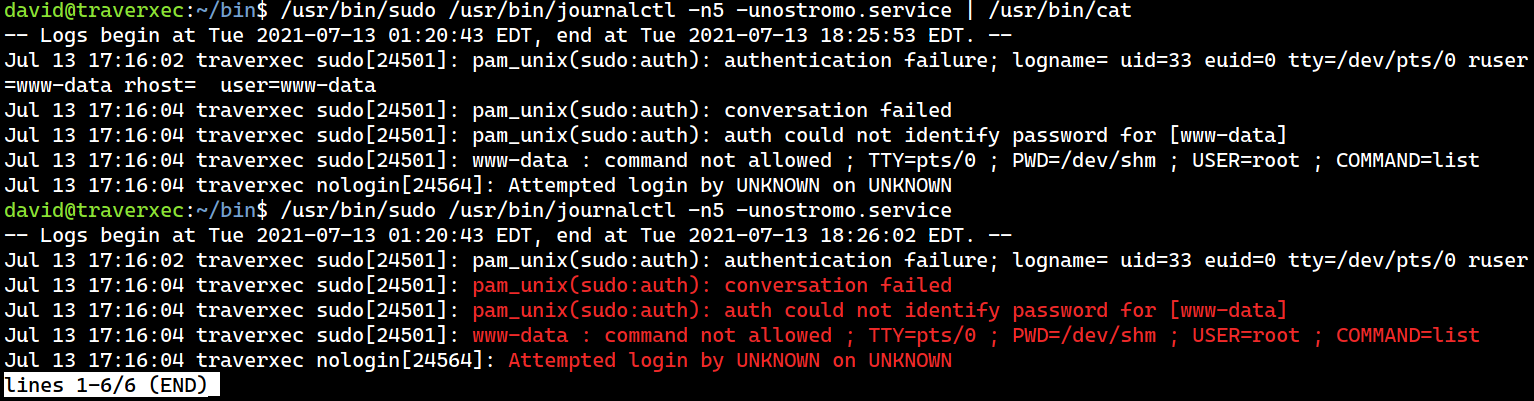 david@traverxec:~/bin$ /usr/bin/sudo /usr/bin/journalctl -n5 -unostromo.service | /usr/bin/cat
-- Logs begin at Tue 2021-07-13 01:20:43 EDT, end at Tue 2021-07-13 18:25:53 EDT. --
Jul 13 17:16:02 traverxec sudo[24501]: pam_unix(sudo:auth): authentication failure; logname= uid=33 euid=0 tty=/dev/pts/0 ruser
=www-data rhost=  user=www-data
Jul 13 17:16:04 traverxec sudo[24501]: pam_unix(sudo:auth): conversation failed
Jul 13 17:16:04 traverxec sudo[24501]: pam_unix(sudo:auth): auth could not identify password for [www-data]
Jul 13 17:16:04 traverxec sudo[24501]: www-data : command not allowed ; TTY=pts/0 ; PWD=/dev/shm ; USER=root ; COMMAND=list
Jul 13 17:16:04 traverxec nologin[24564]: Attempted login by UNKNOWN on UNKNOWN
david@traverxec:~/bin$ /usr/bin/sudo /usr/bin/journalctl -n5 -unostromo.service
-- Logs begin at Tue 2021-07-13 01:20:43 EDT, end at Tue 2021-07-13 18:26:02 EDT. --
Jul 13 17:16:02 traverxec sudo[24501]: pam_unix(sudo:auth): authentication failure; logname= uid=33 euid=0 tty=/dev/pts/0 ruser
Jul 13 17:16:04 traverxec sudo[24501]: pam_unix(sudo:auth): conversation failed
Jul 13 17:16:04 traverxec sudo[24501]: pam_unix(sudo:auth): auth could not identify password for [www-data]
Jul 13 17:16:04 traverxec sudo[24501]: www-data : command not allowed ; TTY=pts/0 ; PWD=/dev/shm ; USER=root ; COMMAND=list
Jul 13 17:16:04 traverxec nologin[24564]: Attempted login by UNKNOWN on UNKNOWN
lines 1-6/6 (END)